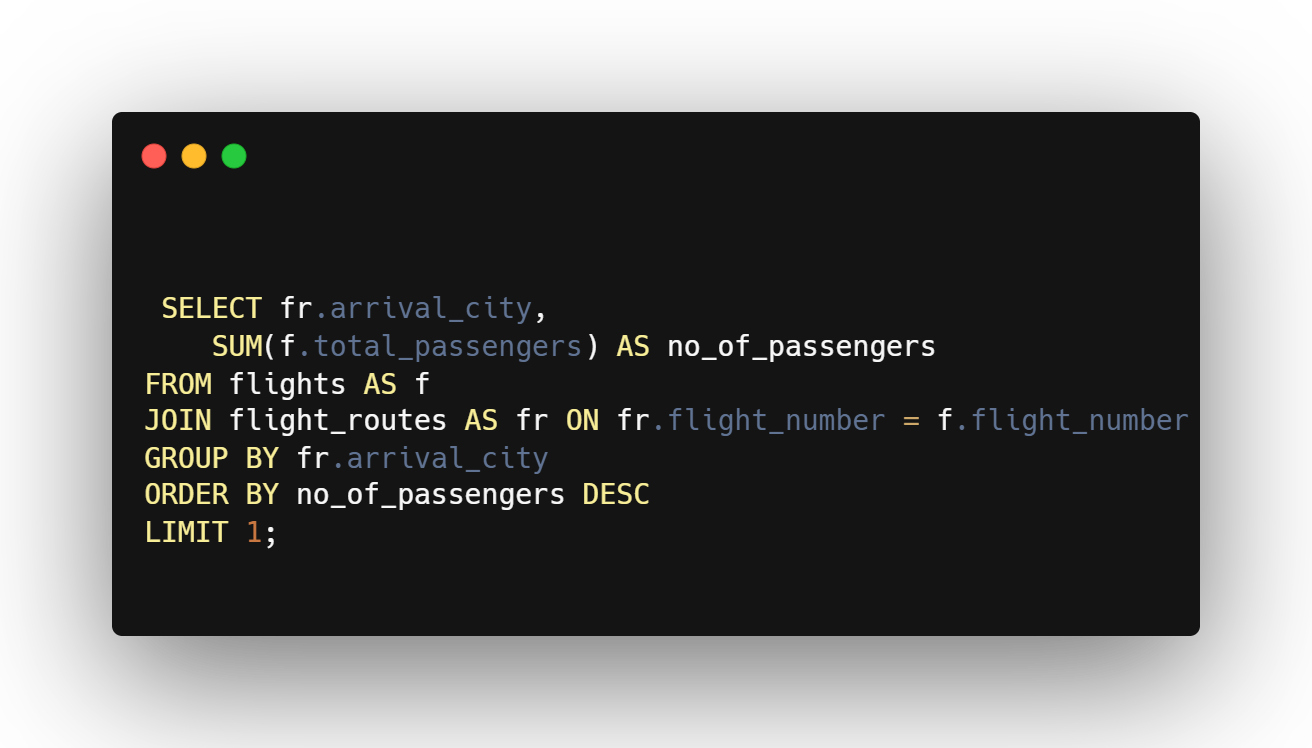 SELECT fr.arrival_city,
SUM(f.total_passengers) AS no_of_passengers
FROM flights AS f
JOIN flight_routes AS fr ON fr.flight_number = f.flight_number
GROUP BY fr.arrival_city
ORDER BY no_of_passengers DESC
LIMIT 1;